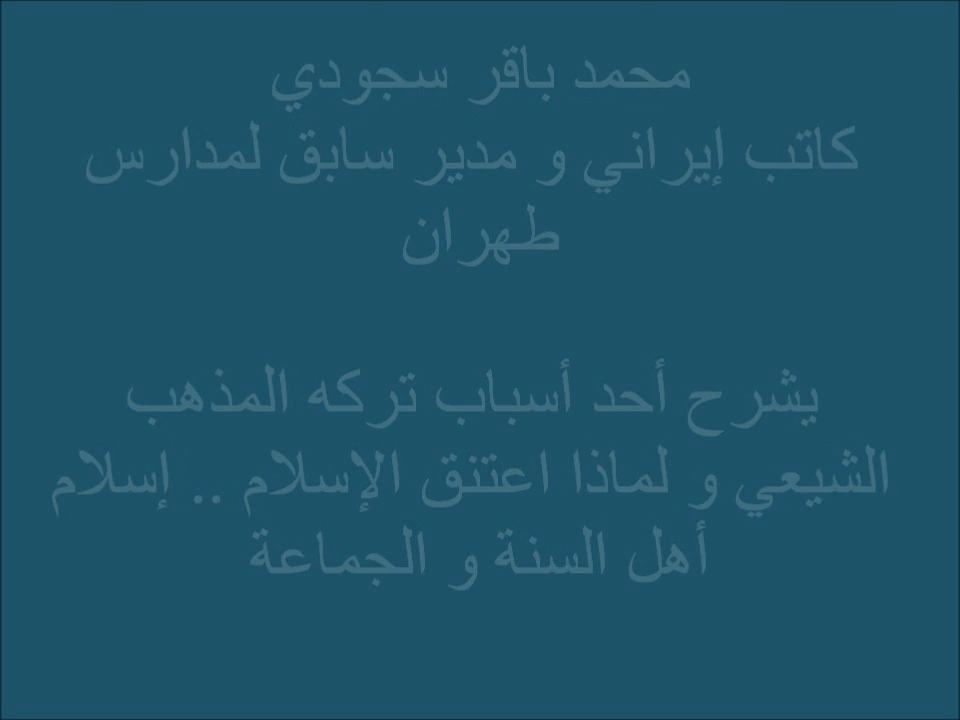 محمد باقر سجودي
كاتب إيراني و مدير سابق لمدارس
طهران
يشرح أحد أسباب تركه المذهب
الشيعي و لماذا اعتنق الإسلام .. إسلام
أهل السنة و الجماعة